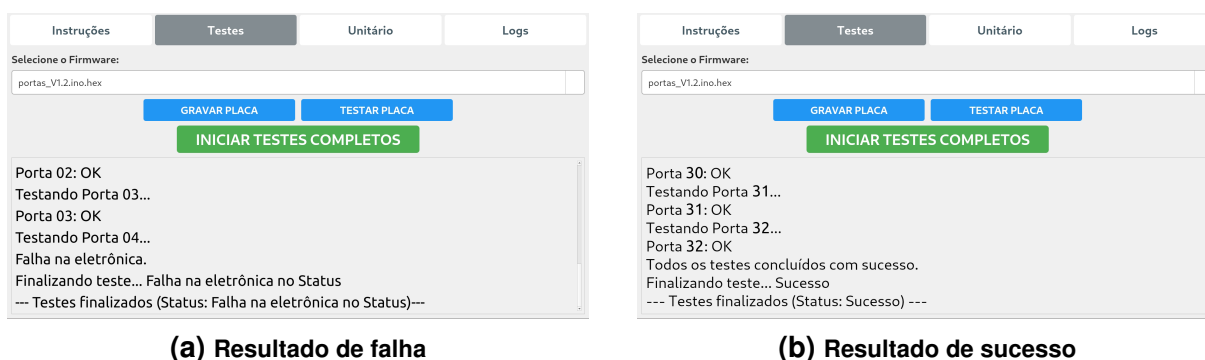 Instruções Testes Unitário Logs
Selecione o Firmware:
portas_V1.2.ino.hex
GRAVAR PLACA TESTAR PLACA
INICIAR TESTES COMPLETOS
Porta 02: OK
Testando Porta 03...
Porta 03: OK
Testando Porta 04...
Falha na eletrônica.
Finalizando teste... Falha na eletrônica no Status
--- Testes finalizados (Status: Falha na eletrônica no Status)---
(a) Resultado de falha
Instruções Testes Unitário Logs
Selecione o Firmware:
portas_V1.2.ino.hex
GRAVAR PLACA TESTAR PLACA
INICIAR TESTES COMPLETOS
Porta 30: OK
Testando Porta 31...
Porta 31: OK
Testando Porta 32...
Porta 32: OK
Todos os testes concluídos com sucesso.
Finalizando teste... Sucesso
--- Testes finalizados (Status: Sucesso) ---
(b) Resultado de sucesso